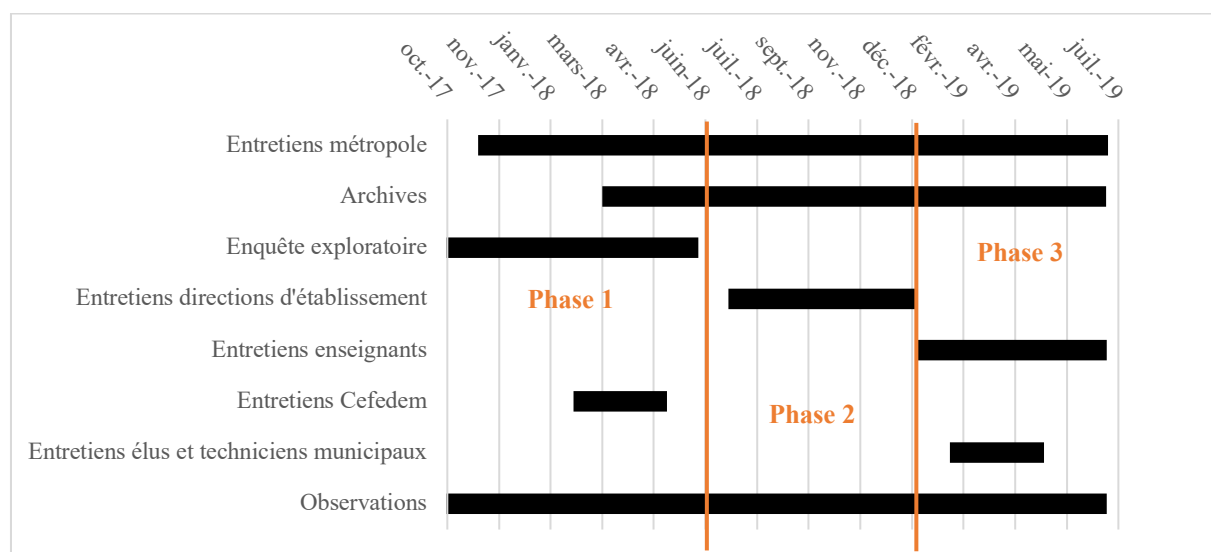 oct.-17
nov.-17
janv.-18
mars-18
avr.-18
juin-18
juil.-18
sept.-18
nov.-18
déc.-18
févr.-19
avr.-19
mai-19
juil.-19
Entretiens métropole
Archives
Enquête exploratoire
Phase 3
Entretiens directions d'établissement
Phase 1
Entretiens enseignants
Entretiens Cefedem
Phase 2
Entretiens élus et techniciens municipaux
Observations